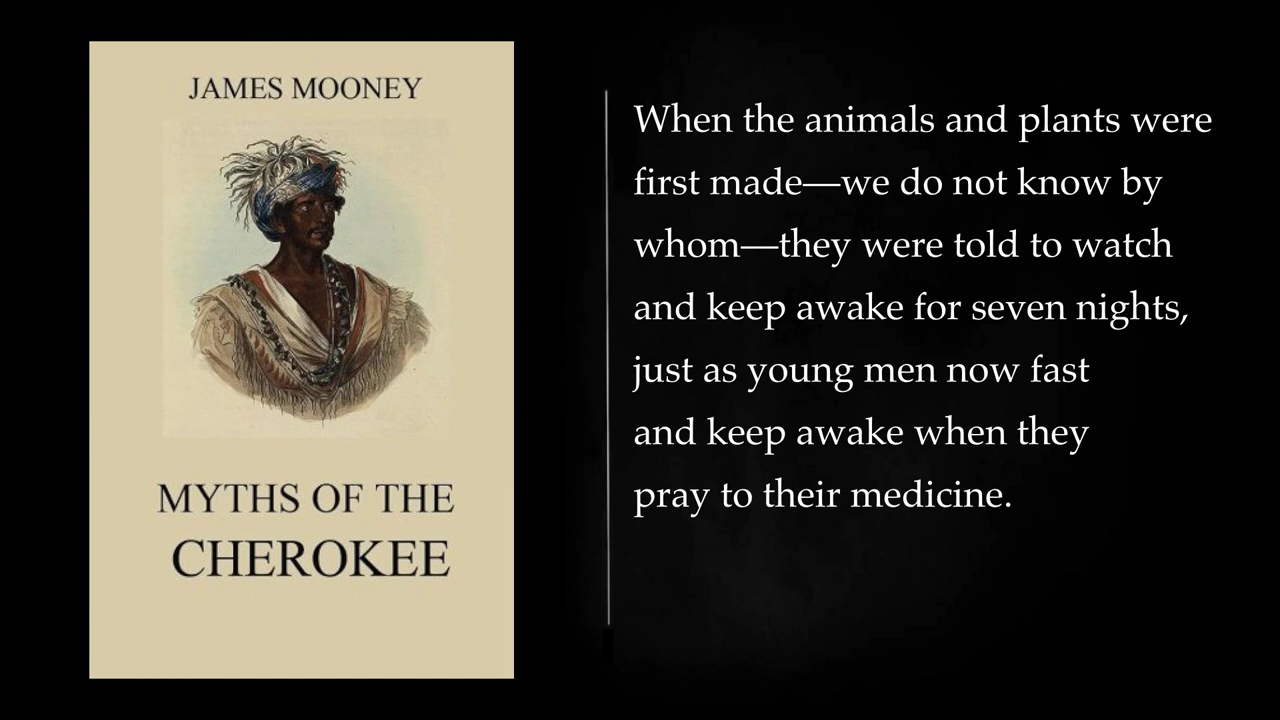 JAMES MOONEY
MYTHS OF THE
CHEROKEE
When the animals and plants were
first made—we do not know by
whom—they were told to watch
and keep awake for seven nights,
just as young men now fast
and keep awake when they
pray to their medicine.